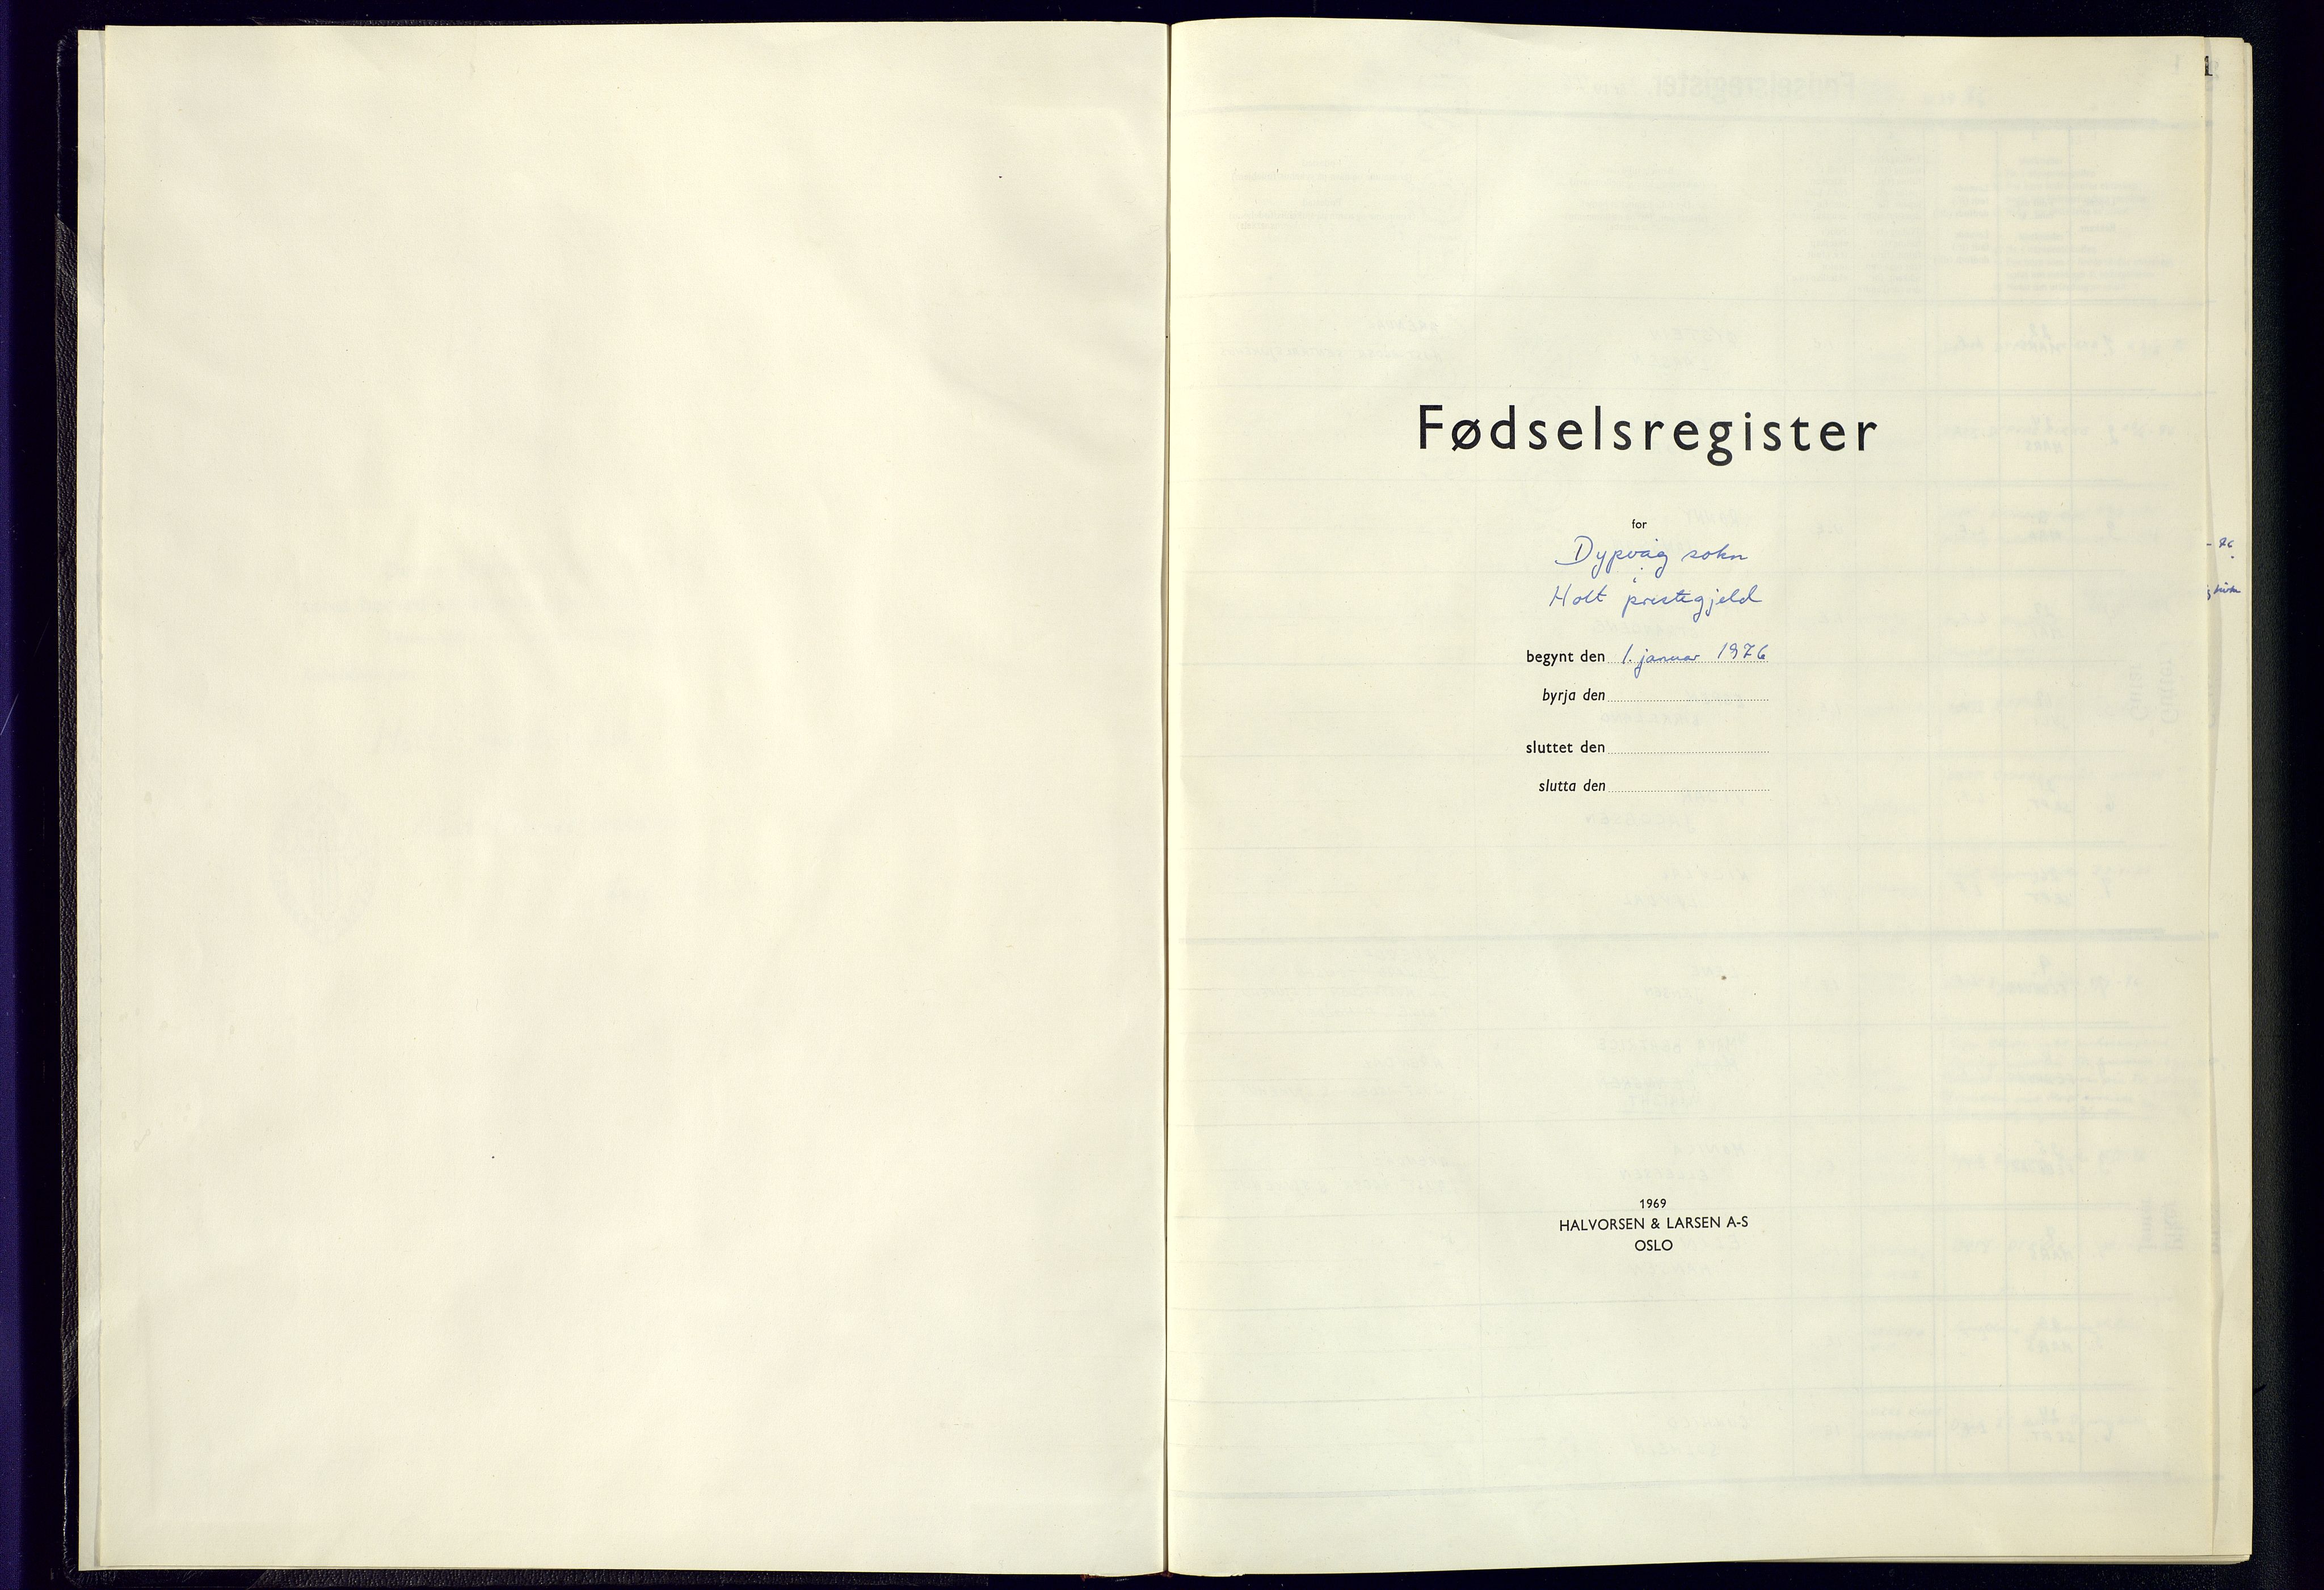 Fødselsregister
for
Dypvåg sokn
i
Holt prestegjeld
begynt den 1. januar 1976
byrja den
sluttet den
slutta den
1969
HALVORSEN & LARSEN A-S
OSLO
1
- 76